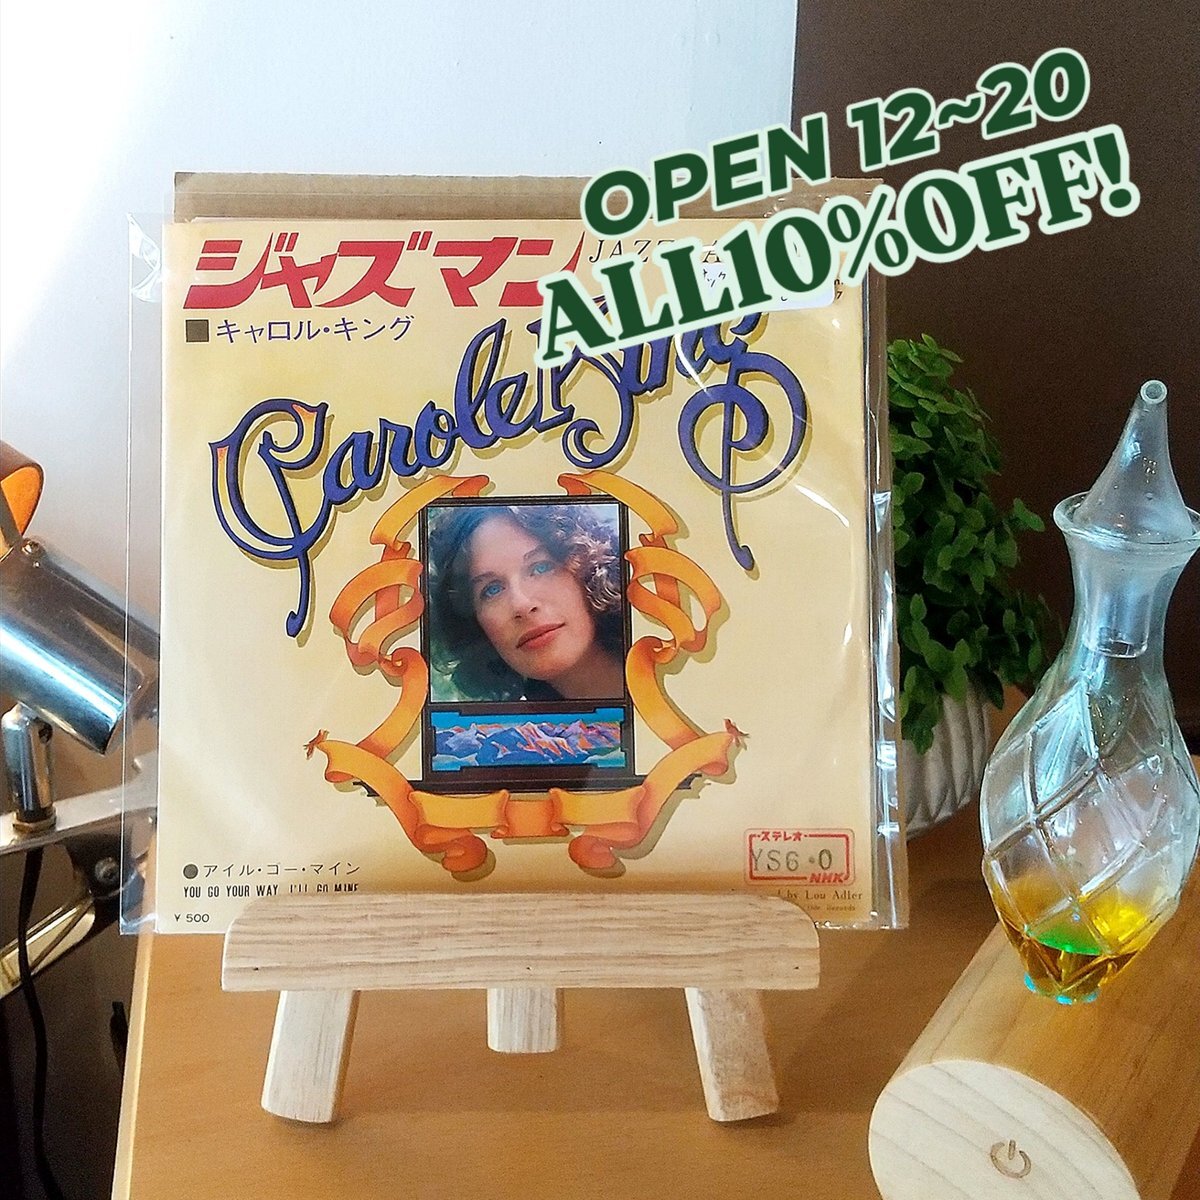 OPEN 12~20
ALL10%OFF!
ジャズマン
JAZZ
■キャロル・キング
Carole King
●アイル・ゴー・マイン
YOU GO YOUR WAY, I'LL GO MINE
¥500
ステレオ
YS6・0
NHK
by Lou Adler
Ode Records